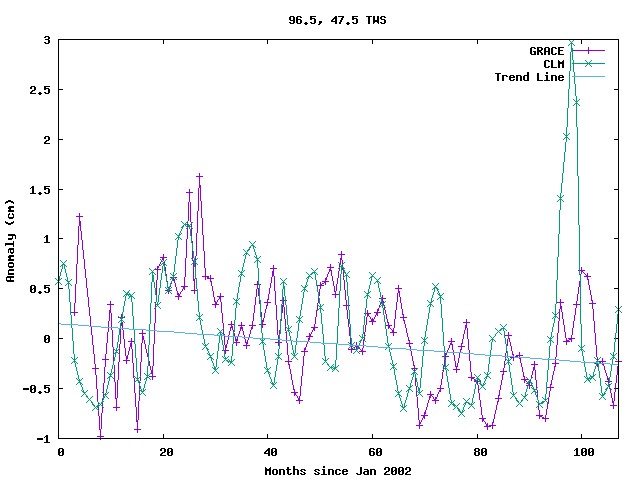 96.5, 47.5 TWS
GRACE
CLM
Trend Line
3
2.5
2
1.5
1
0.5
0
-0.5
-1
Anomaly (cm)
0 20 40 60 80 100
Months since Jan 2002